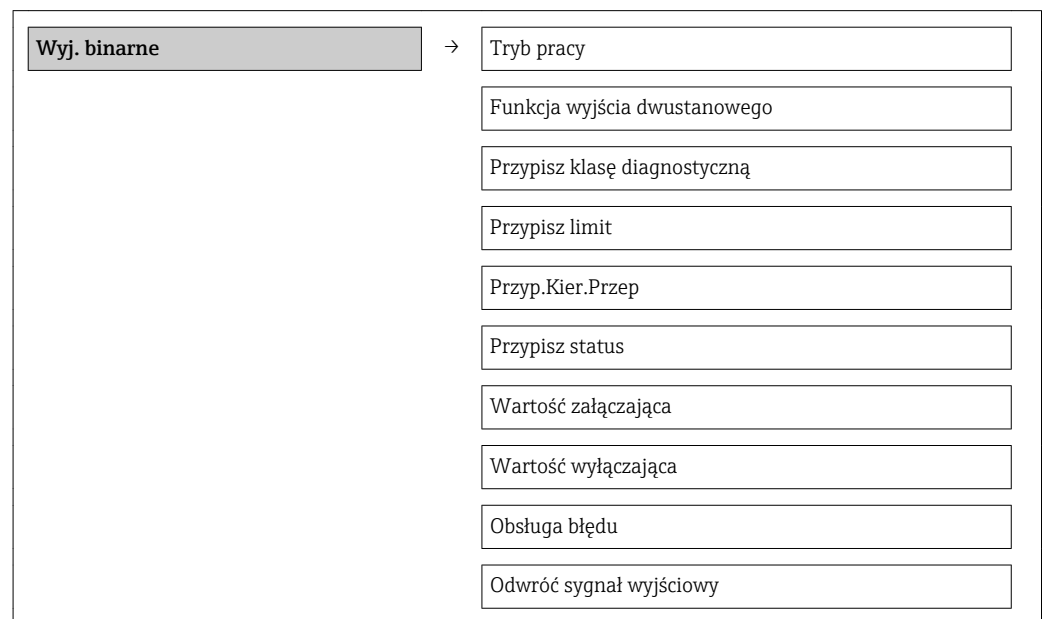 Wyj. binarne → Tryb pracy
Funkcja wyjścia dwustanowego
Przypisz klasę diagnostyczną
Przypisz limit
Przyp.Kier.Przep
Przypisz status
Wartość załączająca
Wartość wyłączająca
Obsługa błędu
Odwróć sygnał wyjściowy